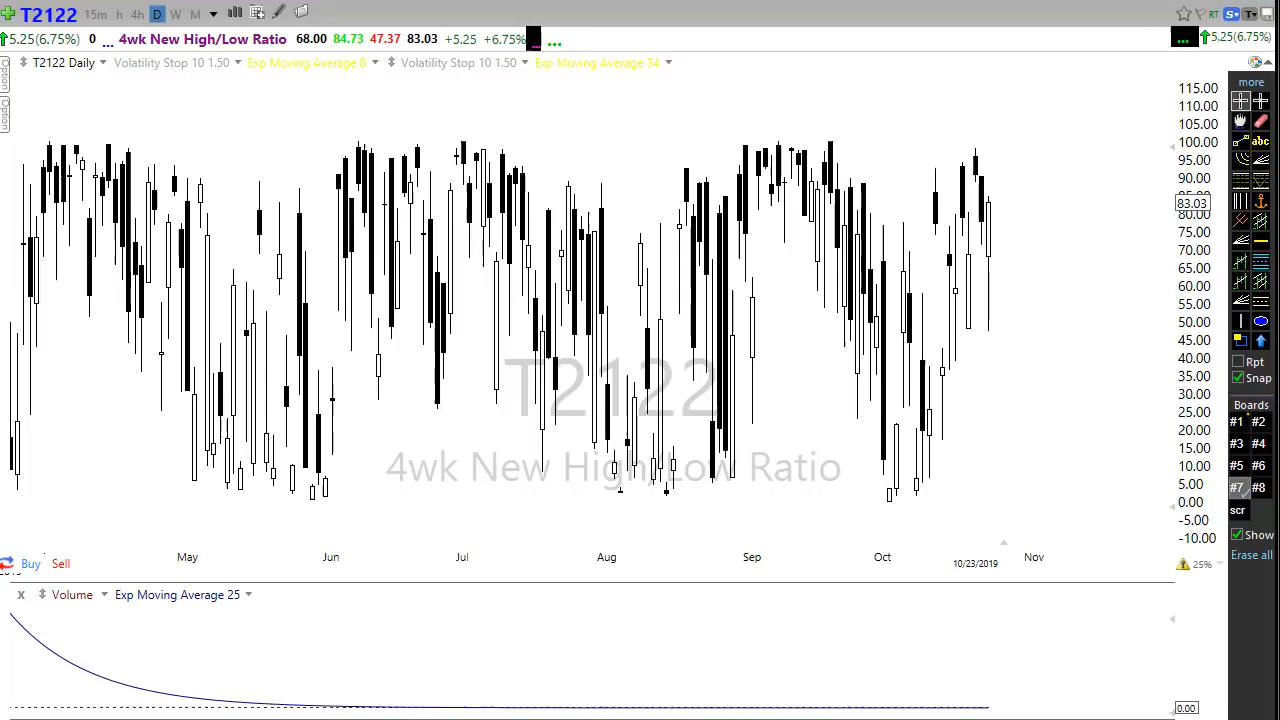 T2122 15m h 4h D W M RT S T
5.25(6.75%) 0 ... 4wk New High/Low Ratio 68.00 84.73 47.37 83.03 +5.25 +6.75% ... ... ... 5.25(6.75%)
T2122 Daily Volatility Stop 10 1.50 Exp Moving Average 8 Volatility Stop 10 1.50 Exp Moving Average 34
Option
Option
more
abc
115.00
110.00
105.00
100.00
95.00
90.00
83.03
80.00
75.00
70.00
65.00
60.00
55.00
50.00
45.00
40.00
35.00
30.00
25.00
20.00
15.00
10.00
5.00
0.00
-5.00
-10.00
T2122
4wk New High/Low Ratio
Rpt
Snap
Boards
#1 #2
#3 #4
#5 #6
#7 #8
scr
Show
Erase all
May Jun Jul Aug Sep Oct 10/23/2019 Nov
Buy Sell 25%
x Volume Exp Moving Average 25
0.00